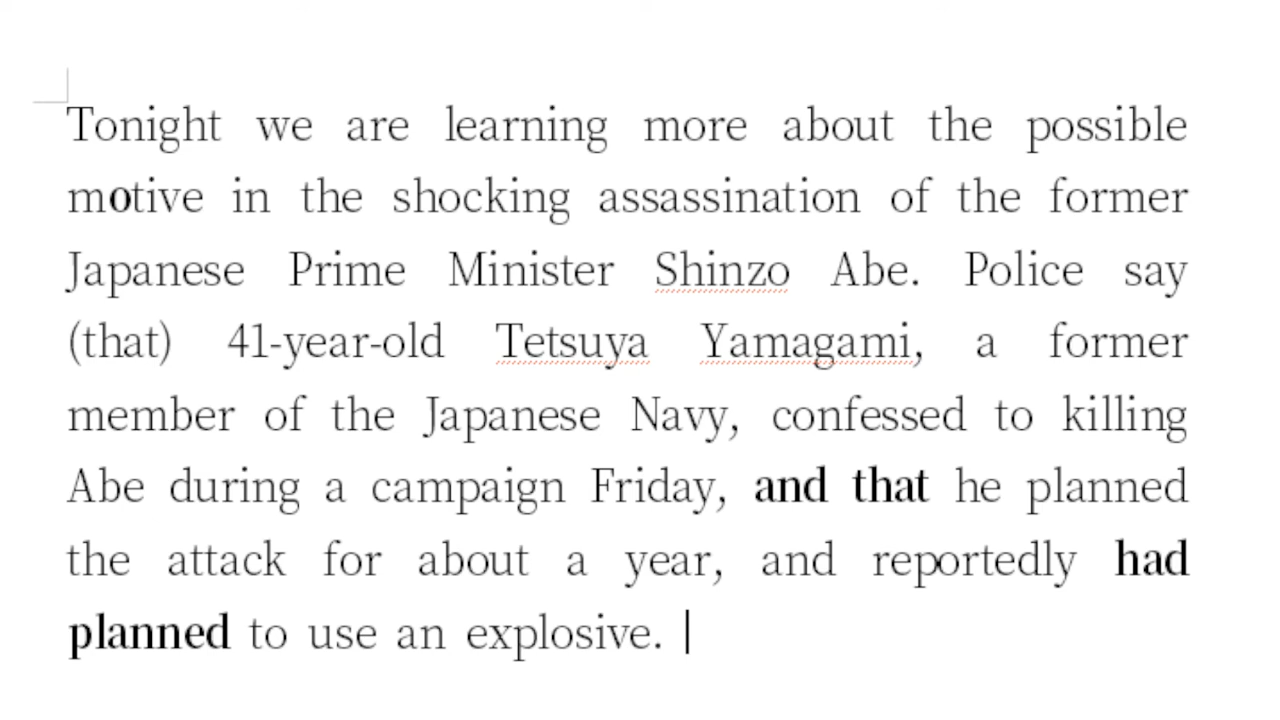 Tonight we are learning more about the possible
motive in the shocking assassination of the former
Japanese Prime Minister Shinzo Abe. Police say
(that) 41-year-old Tetsuya Yamagami, a former
member of the Japanese Navy, confessed to killing
Abe during a campaign Friday, and that he planned
the attack for about a year, and reportedly had
planned to use an explosive.